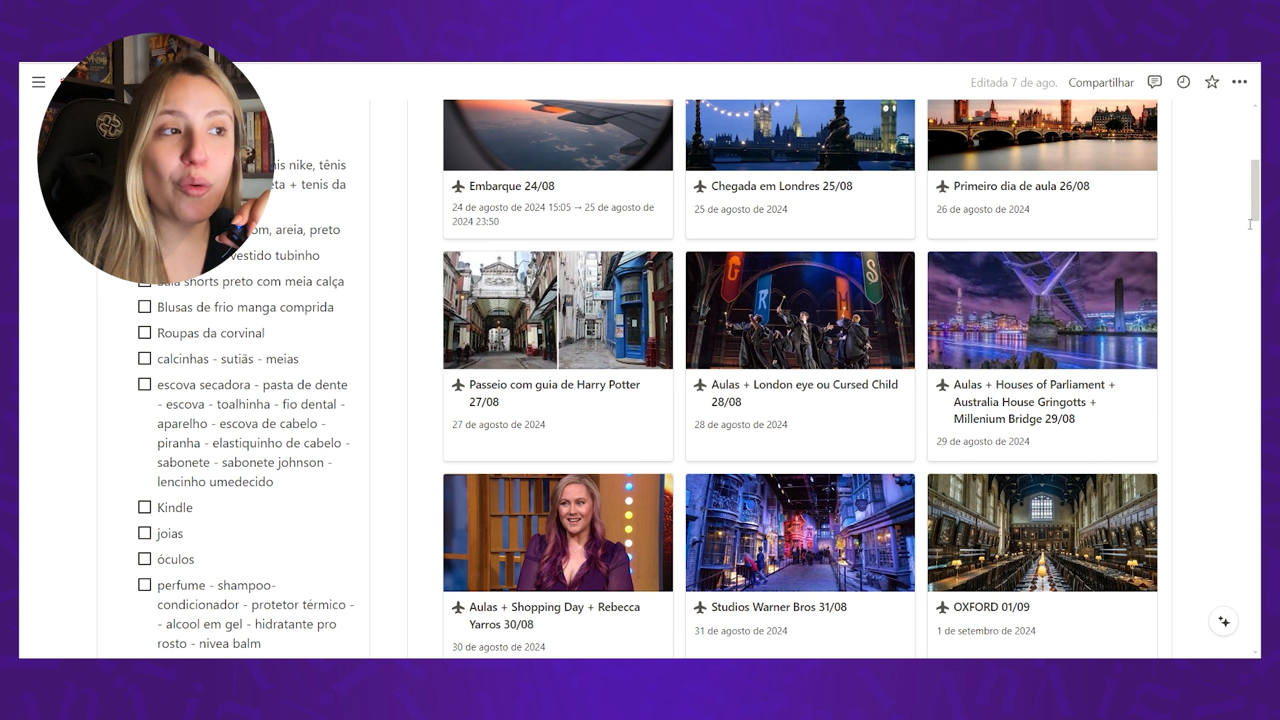 Editada 7 de ago.
Compartilhar
nis nike, tênis
eta + tenis da
om, areia, preto
vestido tubinho
saia shorts preto com meia calça
Blusas de frio manga comprida
Roupas da corvinal
calcinhas - sutiãs - meias
escova secadora - pasta de dente
- escova - toalhinha - fio dental -
aparelho - escova de cabelo -
piranha - elastiquinho de cabelo -
sabonete - sabonete johnson -
lencinho umedecido
Kindle
joias
óculos
perfume - shampoo-
condicionador - protetor térmico -
- alcool em gel - hidratante pro
rosto - nivea balm
Embarque 24/08
24 de agosto de 2024 15:05 → 25 de agosto de
2024 23:50
Chegada em Londres 25/08
25 de agosto de 2024
Primeiro dia de aula 26/08
26 de agosto de 2024
Passeio com guia de Harry Potter
27/08
27 de agosto de 2024
G
R
H
S
Aulas + London eye ou Cursed Child
28/08
28 de agosto de 2024
Aulas + Houses of Parliament +
Australia House Gringotts +
Millenium Bridge 29/08
29 de agosto de 2024
Aulas + Shopping Day + Rebecca
Yarros 30/08
30 de agosto de 2024
Studios Warner Bros 31/08
31 de agosto de 2024
OXFORD 01/09
1 de setembro de 2024